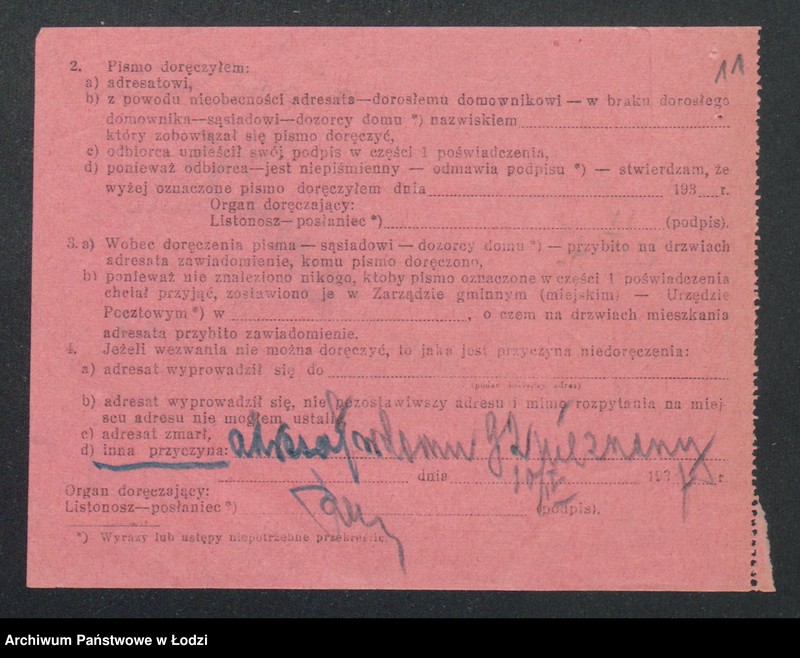 11
2. Pismo doręczyłem:
a) adresatowi,
b) z powodu nieobecności adresata—dorosłemu domownikowi — w braku dorosłego
domownika—sąsiadowi—dozorcy domu *) nazwiskiem
który zobowiązał się pismo doręczyć,
c) odbiorca umieścił swój podpis w części 1 poświadczenia,
d) ponieważ odbiorca—jest niepiśmienny — odmawia podpisu *) — stwierdzam, że
wyżej oznaczone pismo doręczyłem dnia 193 r.
Organ doręczający:
Listonosz—posłaniec *) (podpis).
3. a) Wobec doręczenia pisma — sąsiadowi — dozorcy domu *) — przybito na drzwiach
adresata zawiadomienie, komu pismo doręczono,
b) ponieważ nie znaleziono nikogo, ktoby pismo oznaczone w części 1 poświadczenia
chciał przyjąć, zostawiono je w Zarządzie gminnym (miejskim) — Urzędzie
Pocztowym *) w , o czem na drzwiach mieszkania
adresata przybito zawiadomienie.
4. Jeżeli wezwania nie można doręczyć, to jaka jest przyczyna niedoręczenia:
a) adresat wyprowadził się do
(podać dokładny adres)
b) adresat wyprowadził się, nie pozostawiwszy adresu i mimo rozpytania na miej
scu adresu nie mogłem ustalić
c) adresat zmarł,
d) inna przyczyna: nieznany
dnia 193 r.
Organ doręczający:
Listonosz—posłaniec *) (podpis).
*) Wyrazy lub ustępy niepotrzebne przekreślić.
Archiwum Państwowe w Łodzi